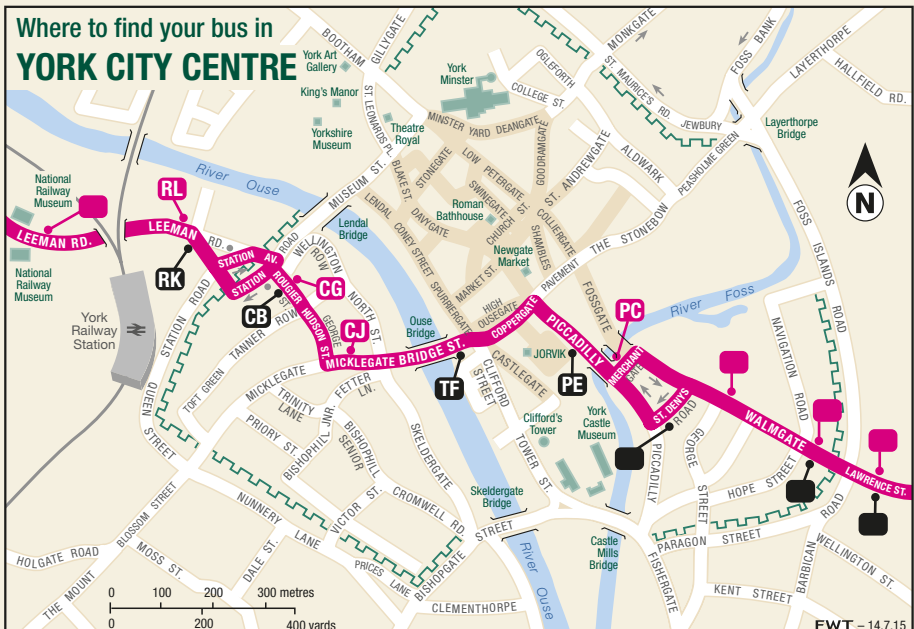 Where to find your bus in
YORK CITY CENTRE
BOOTHAM
GILLYGATE
York Art
Gallery
King's Manor
Yorkshire
Museum
ST. LEONARDS PL.
Theatre
Royal
York
Minster
MINSTER YARD
DEANGATE
COLLEGE ST.
OGLEFORTH
MONKGATE
ST. MAURICE'S RD.
JEWBURY
FOSS BANK
LAYERTHORPE
HALLFIELD RD.
Layerthorpe
Bridge
PEASHOLME GREEN
ALDWARK
ST. ANDREWGATE
GOODRAMGATE
LOW
PETERGATE
STONEGATE
BLAKE ST.
SWINEGATE
LENDAL
DAVYGATE
CONEY STREET
Roman
Bathhouse
CHURCH ST.
COLLIERGATE
SHAMBLES
Newgate
Market
MARKET ST.
SPURRIERGATE
HIGH
OUSEGATE
PAVEMENT
THE STONEBOW
FOSSGATE
FOSS
ISLANDS
ROAD
N
River Ouse
MUSEUM ST.
Lendal
Bridge
National
Railway
Museum
LEEMAN RD.
National
Railway
Museum
RL
LEEMAN
RD.
RK
STATION AV.
STATION
ROAD
WELLINGTON
ROW
ROUGIER
ST.
CG
CB
NORTH ST.
GEORGE
HUDSON ST.
CJ
TANNER ROW
STATION ROAD
York
Railway
Station
QUEEN
STREET
TOFT GREEN
MICKLEGATE
MICKLEGATE
BRIDGE ST.
Ouse
Bridge
TF
COPPERGATE
PICCADILLY
JORVIK
PE
PC
MERCHANT
GATE
ST. DENYS
ROAD
River Foss
WALMGATE
LAWRENCE ST.
NAVIGATION
ROAD
HOPE STREET
GEORGE
STREET
PICCADILLY
CASTLEGATE
CLIFFORD
STREET
Clifford's
Tower
York
Castle
Museum
TOWER ST.
TRINITY
LANE
FETTER
LN.
PRIORY ST.
BISHOPHILL JNR.
BISHOPHILL
SENIOR
SKELDERGATE
VICTOR ST.
CROMWELL RD.
NUNNERY
LANE
PRICES LANE
BISHOPGATE
STREET
Skeldergate
Bridge
CLEMENTHORPE
River
Ouse
Castle
Mills
Bridge
FISHERGATE
PARAGON STREET
KENT STREET
BARBICAN
ROAD
WELLINGTON ST.
BLOSSOM STREET
HOLGATE ROAD
THE MOUNT
MOSS ST.
DALE ST.
0 100 200 300 metres
0 200 400 yards
FWT – 14.7.15